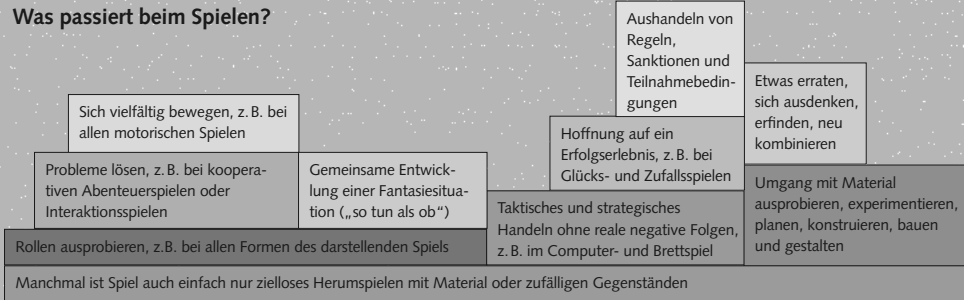 Was passiert beim Spielen?
Aushandeln von
Regeln,
Sanktionen und
Teilnahmebedin-
gungen
Etwas erraten,
sich ausdenken,
erfinden, neu
kombinieren
Sich vielfältig bewegen, z. B. bei
allen motorischen Spielen
Hoffnung auf ein
Erfolgserlebnis, z. B. bei
Glücks- und Zufallsspielen
Probleme lösen, z. B. bei koopera-
tiven Abenteuerspielen oder
Interaktionsspielen
Gemeinsame Entwick-
lung einer Fantasiesitua-
tion („so tun als ob“)
Umgang mit Material
ausprobieren, experimentieren,
planen, konstruieren, bauen
und gestalten
Taktisches und strategisches
Handeln ohne reale negative Folgen,
z. B. im Computer- und Brettspiel
Rollen ausprobieren, z.B. bei allen Formen des darstellenden Spiels
Manchmal ist Spiel auch einfach nur zielloses Herumspielen mit Material oder zufälligen Gegenständen